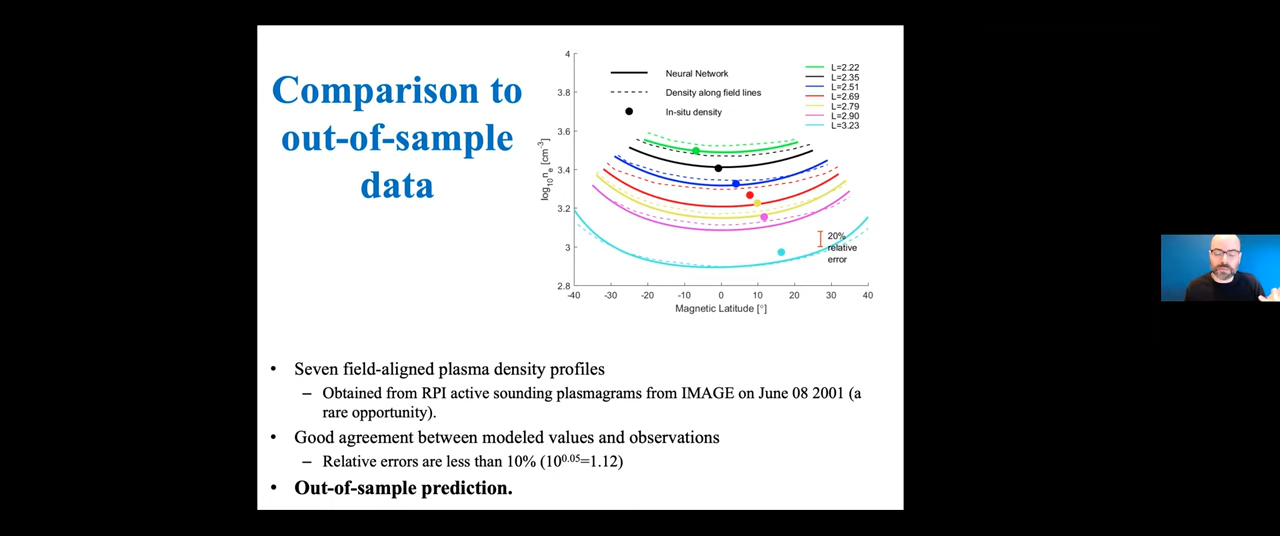 Comparison to
out-of-sample
data
4
3.8
3.6
3.4
3.2
3
2.8
log10ne [cm-3]
-40 -30 -20 -10 0 10 20 30 40
Magnetic Latitude [°]
Neural Network
Density along field lines
In-situ density
L=2.22
L=2.35
L=2.51
L=2.69
L=2.79
L=2.90
L=3.23
20%
relative
error
• Seven field-aligned plasma density profiles
– Obtained from RPI active sounding plasmagrams from IMAGE on June 08 2001 (a
rare opportunity).
• Good agreement between modeled values and observations
– Relative errors are less than 10% (10^0.05=1.12)
• Out-of-sample prediction.